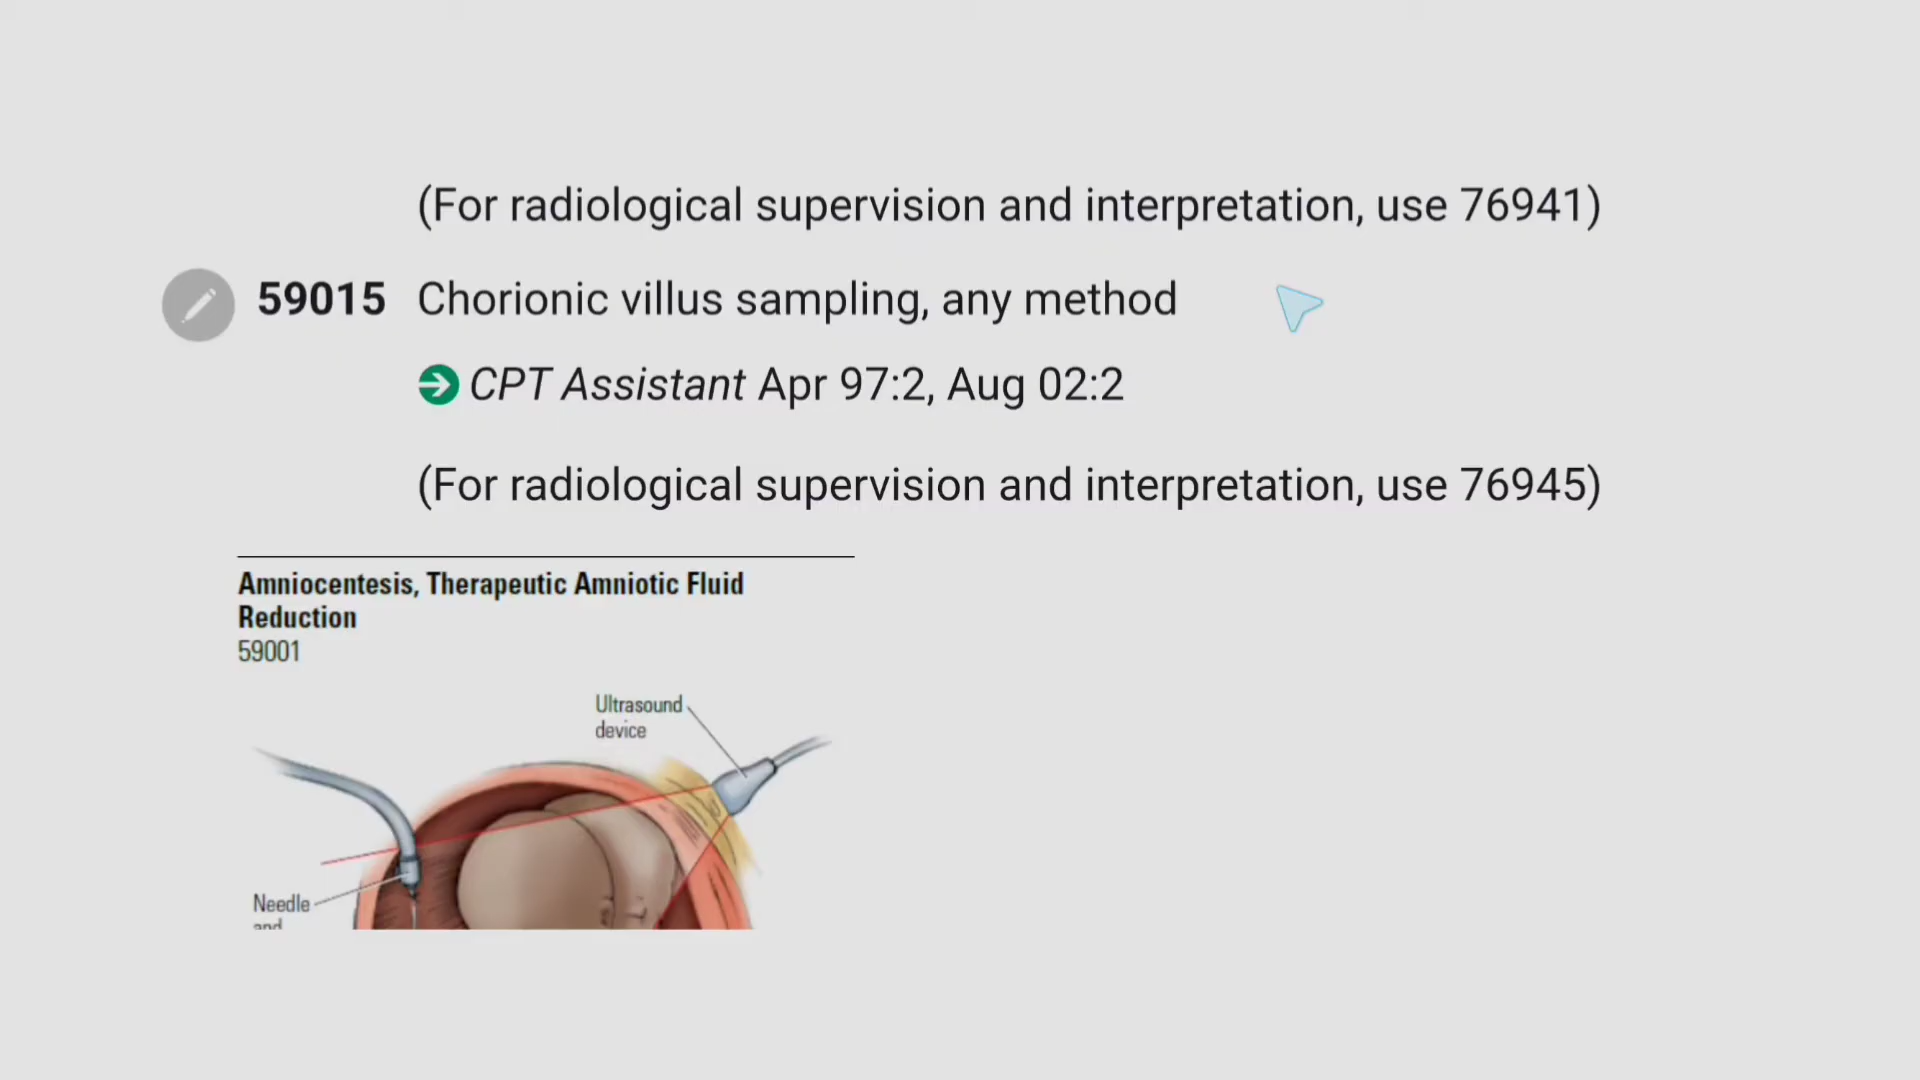 (For radiological supervision and interpretation, use 76941)
59015 Chorionic villus sampling, any method
CPT Assistant Apr 97:2, Aug 02:2
(For radiological supervision and interpretation, use 76945)
Amniocentesis, Therapeutic Amniotic Fluid
Reduction
59001
Ultrasound
device
Needle
and